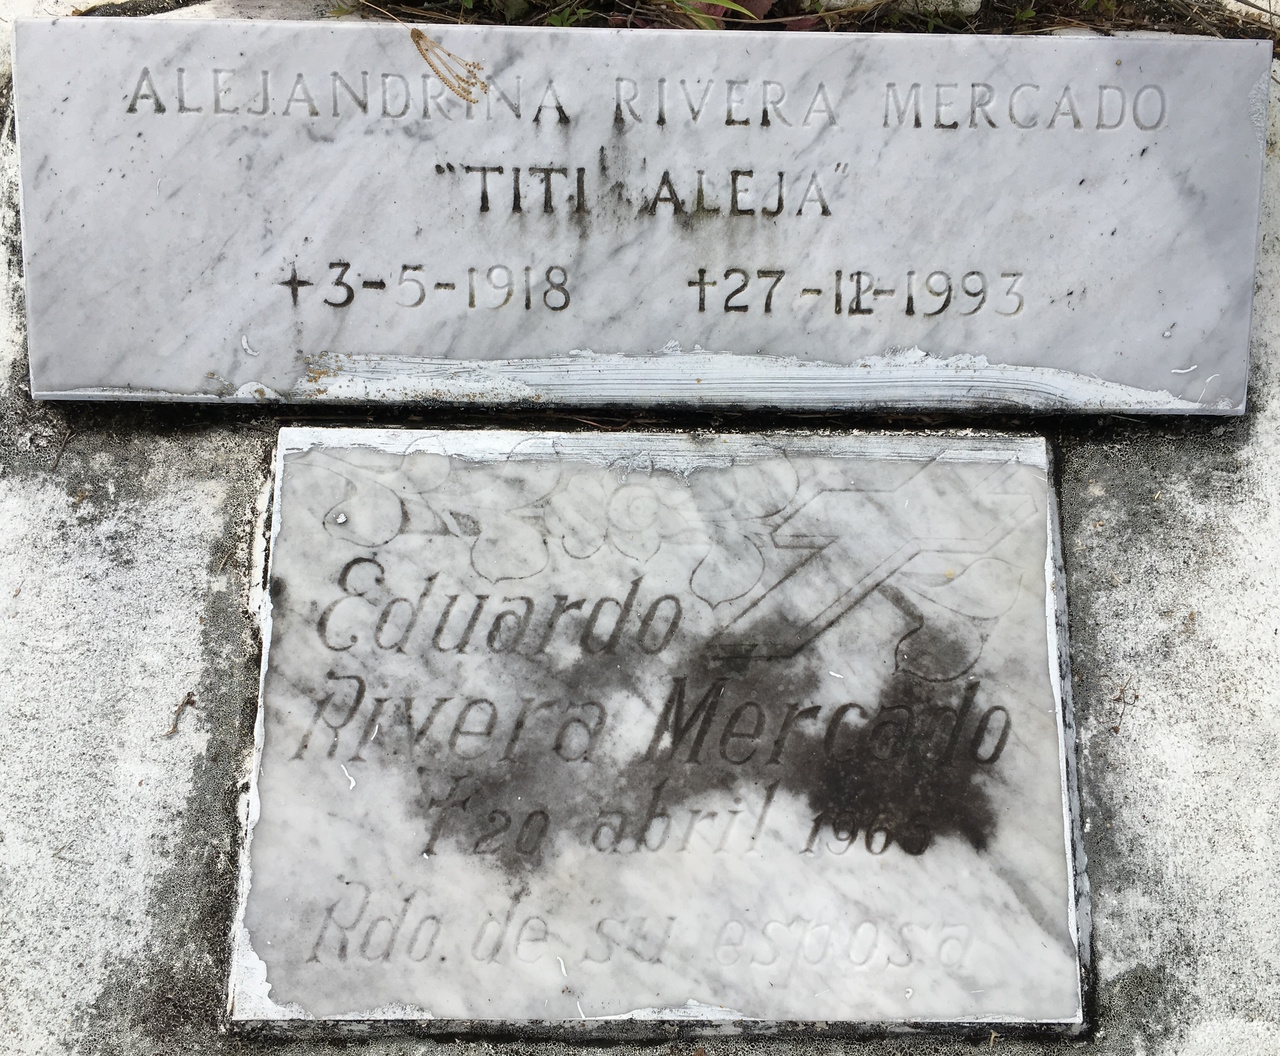 ALEJANDRINA RIVERA MERCADO
"TITI ALEJA"
+3-5-1918 †27-12-1993
Eduardo
Rivera Mercado
† 20 abril 1965
Rdo. de su esposa